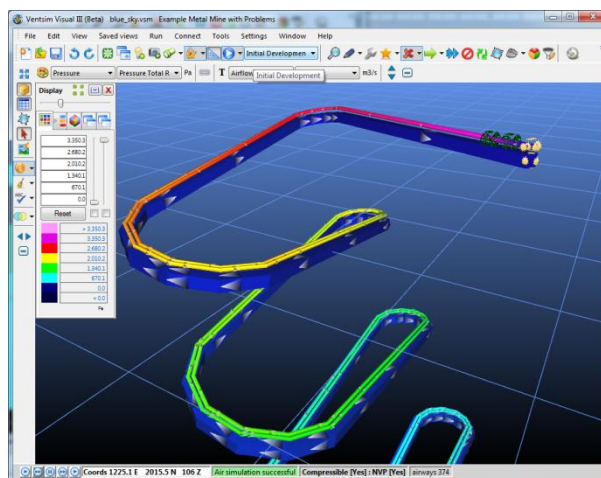 Ventsim Visual III (Beta) blue_sky.vsm Example Metal Mine with Problems
File Edit View Saved views Run Connect Tools Settings Window Help
Initial Developmen
Pressure Pressure Total R Pa T Airflow m3/s
Initial Development
Display
3,350.3
2,680.2
2,010.2
1,340.1
670.1
0.0
Reset
> 3,350.3
3,350.3
2,680.2
2,010.2
1,340.1
670.1
0.0
< 0.0
Pa
Coords 1225.1 E 2015.5 N 106 Z Air simulation successful Compressible [Yes] : NVP [Yes] airways 374